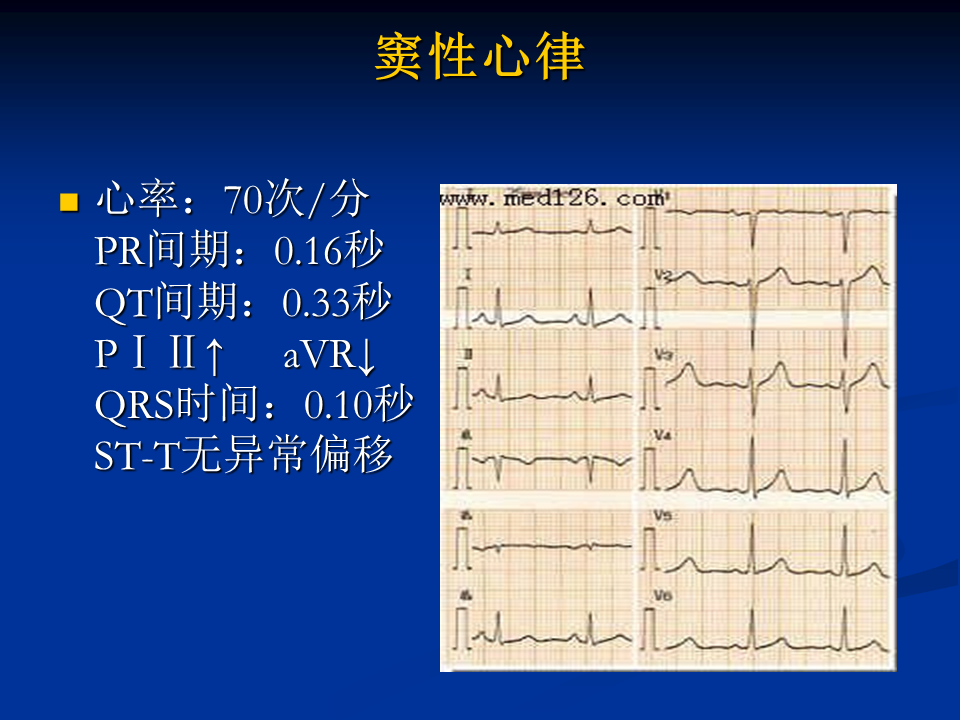 窦性心律
心率：70次/分
PR间期：0.16秒
QT间期：0.33秒
PⅠⅡ↑ aVR↓
QRS时间：0.10秒
ST-T无异常偏移
www.med126.com
V2
V3
V4
V5
V6